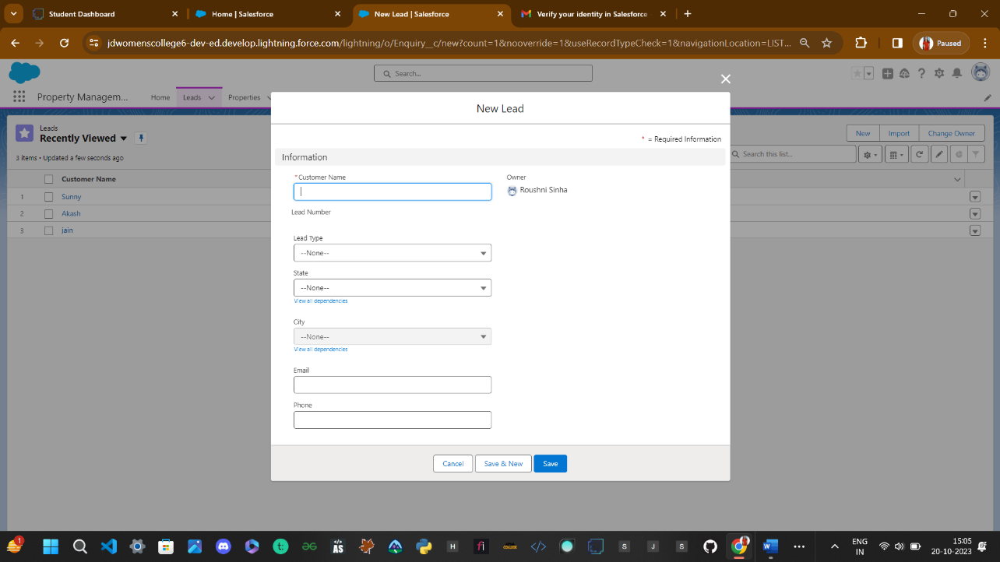 Student Dashboard
Home | Salesforce
New Lead | Salesforce
Verify your identity in Salesforce
jdwomenscollege6-dev-ed.develop.lightning.force.com/lightning/o/Enquiry__c/new?count=1&nooverride=1&useRecordTypeCheck=1&navigationLocation=LIST...
Paused
Search...
Property Managem...
Home
Leads
Properties
New Lead
Leads
Recently Viewed
3 items • Updated a few seconds ago
New
Import
Change Owner
Search this list...
* = Required Information
Information
Customer Name
1 Sunny
2 Akash
3 jain
*Customer Name
Owner
Roushni Sinha
Lead Number
Lead Type
--None--
State
--None--
View all dependencies
City
--None--
View all dependencies
Email
Phone
Cancel
Save & New
Save
1
t
AS
H
fi
COLLEGE
S
J
S
ENG
IN
15:05
20-10-2023